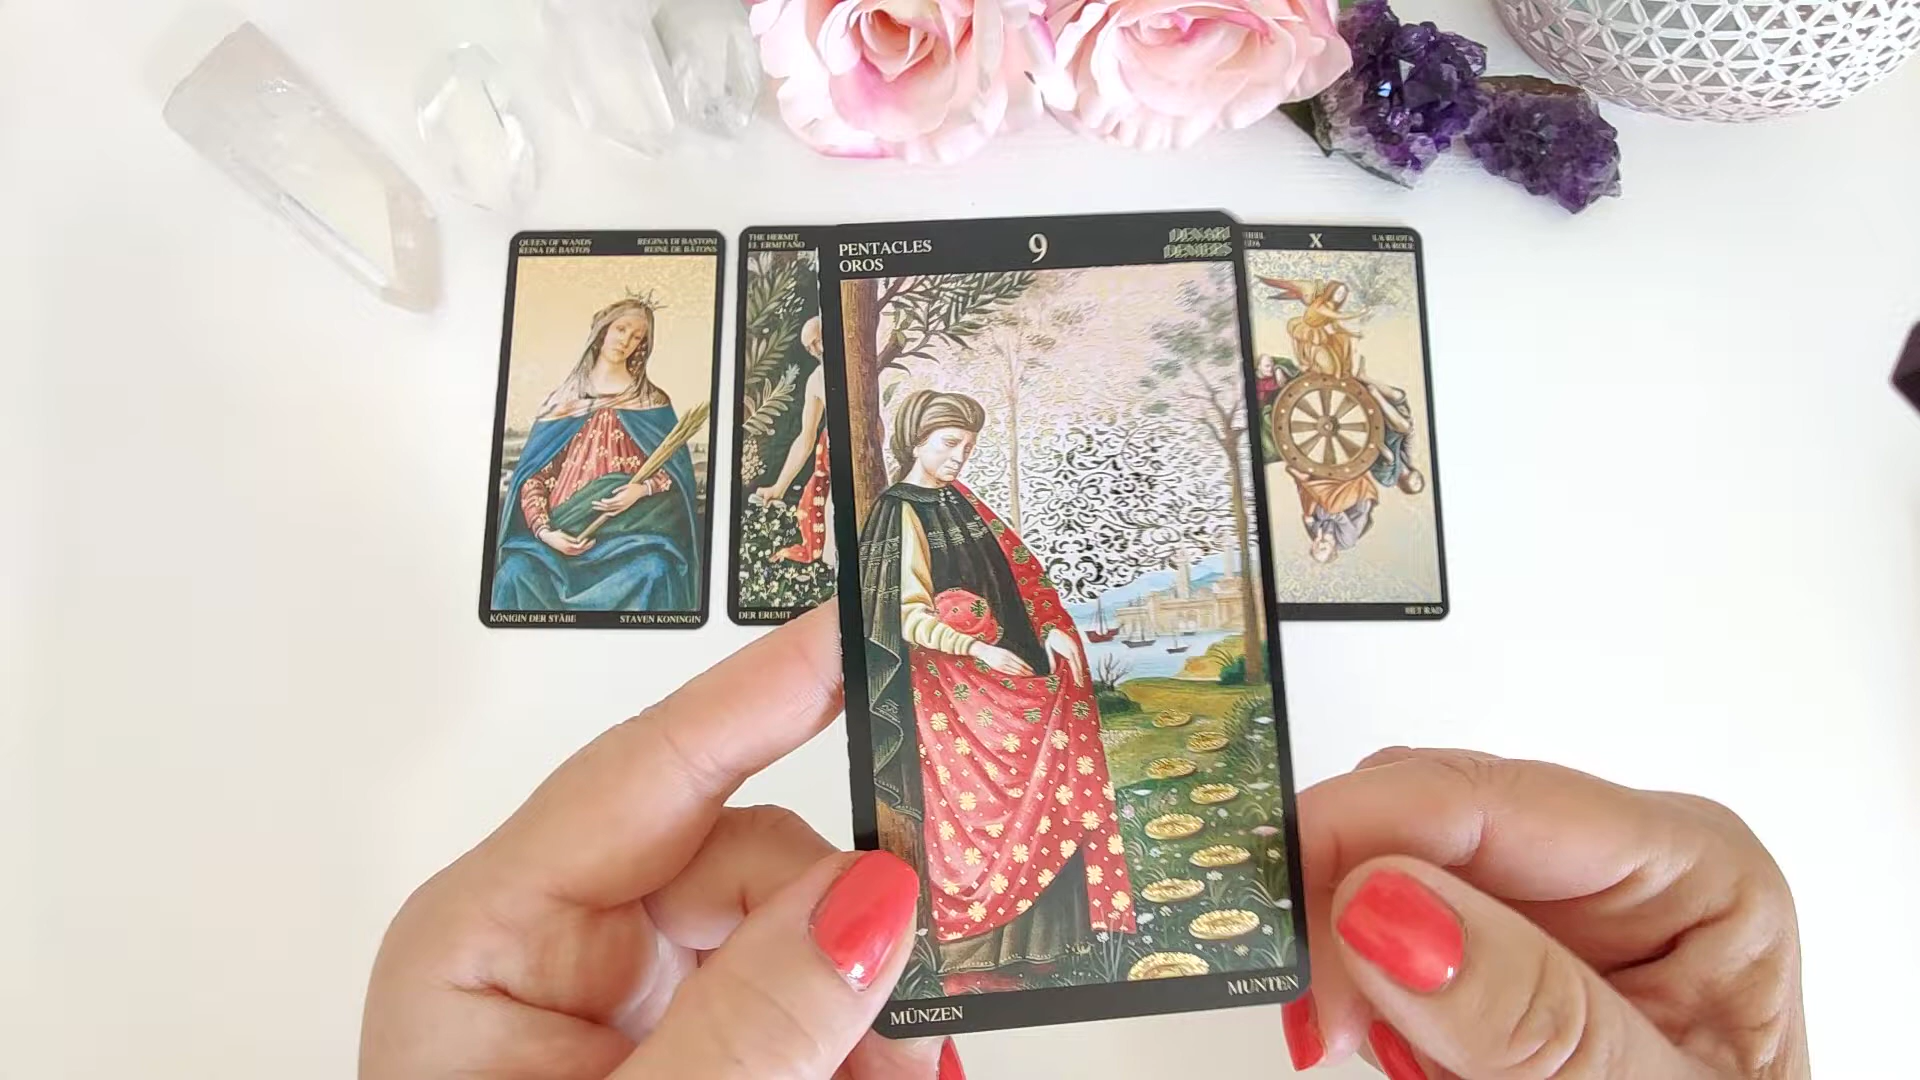 QUEEN OF WANDS
REINA DE BASTOS
REGINA DI BASTONI
REINE DE BÂTONS
KÖNIGIN DER STÄBE
STAVEN KONINGIN
THE HERMIT
EL ERMITAÑO
DER EREMIT
PENTACLES
OROS
9
DENARI
DENIERS
MÜNZEN
MUNTEN
X
LA RUOTA
LA ROUE
HET RAD